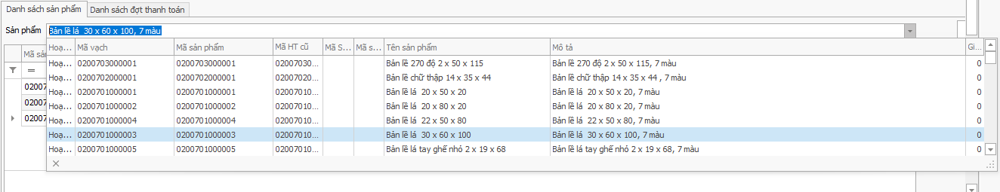 Danh sách sản phẩm Danh sách đợt thanh toán
Sản phẩm Bản lề lá  30 x 60 x 100, 7 màu
Hoạ... Mã vạch Mã sản phẩm Mã HT cũ Mã S... Mã s... Tên sản phẩm Mô tả Gi...
Mã sả
Hoạ... 0200703000001 0200703000001 02007030... Bản lề 270 độ 2 x 50 x 115 Bản lề 270 độ 2 x 50 x 115, 7 màu 0
= Hoạ... 0200702000001 0200702000001 02007020... Bản lề chữ thập 14 x 35 x 44 Bản lề chữ thập 14 x 35 x 44 , 7 màu 0
02007 Hoạ... 0200701000001 0200701000001 02007010... Bản lề lá  20 x 50 x 20 Bản lề lá  20 x 50 x 20, 7 màu 0
02007 Hoạ... 0200701000002 0200701000002 02007010... Bản lề lá  20 x 80 x 20 Bản lề lá  20 x 80 x 20, 7 màu 0
02007 Hoạ... 0200701000004 0200701000004 02007010... Bản lề lá  22 x 50 x 80 Bản lề lá  22 x 50 x 80, 7 màu 0
Hoạ... 0200701000003 0200701000003 02007010... Bản lề lá  30 x 60 x 100 Bản lề lá  30 x 60 x 100, 7 màu 0
Hoạ... 0200701000005 0200701000005 02007010... Bản lề lá tay ghế nhỏ 2 x 19 x 68 Bản lề lá tay ghế nhỏ 2 x 19 x 68, 7 màu 0